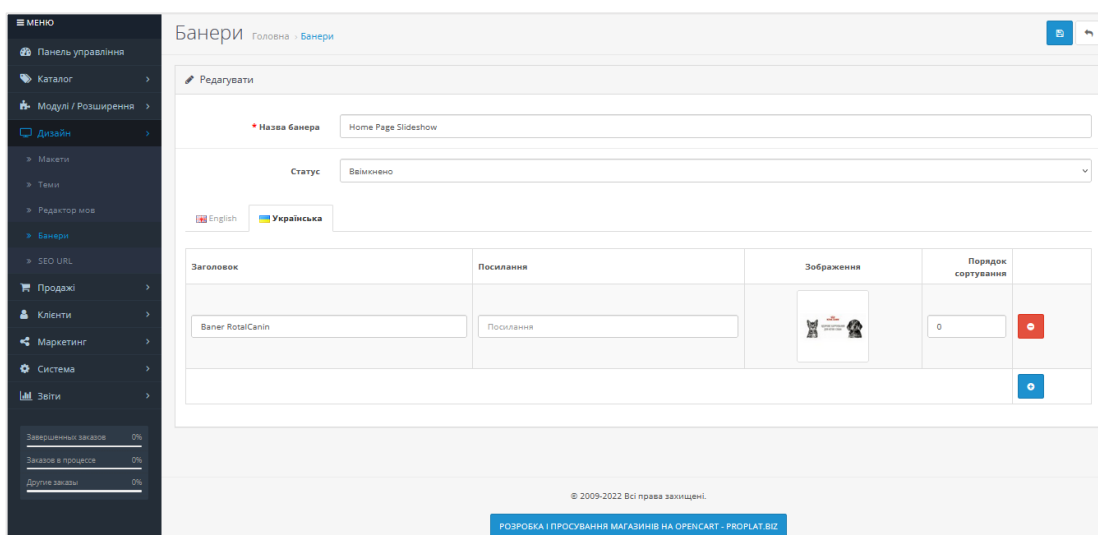 МЕНЮ
Панель управління
Каталог
Модулі / Розширення
Дизайн
Макети
Теми
Редактор мов
Банери
SEO URL
Продажі
Клієнти
Маркетинг
Система
Звіти
Завершенных заказов 0%
Заказов в процессе 0%
Другие заказы 0%
Банери Головна › Банери
Редагувати
* Назва банера Home Page Slideshow
Статус Ввімкнено
English Українська
Заголовок Посилання Зображення Порядок сортування
Baner RotalCanin Посилання 0
© 2009-2022 Всі права захищені.
РОЗРОБКА І ПРОСУВАННЯ МАГАЗИНІВ НА OPENCART - PROPLAT.BIZ